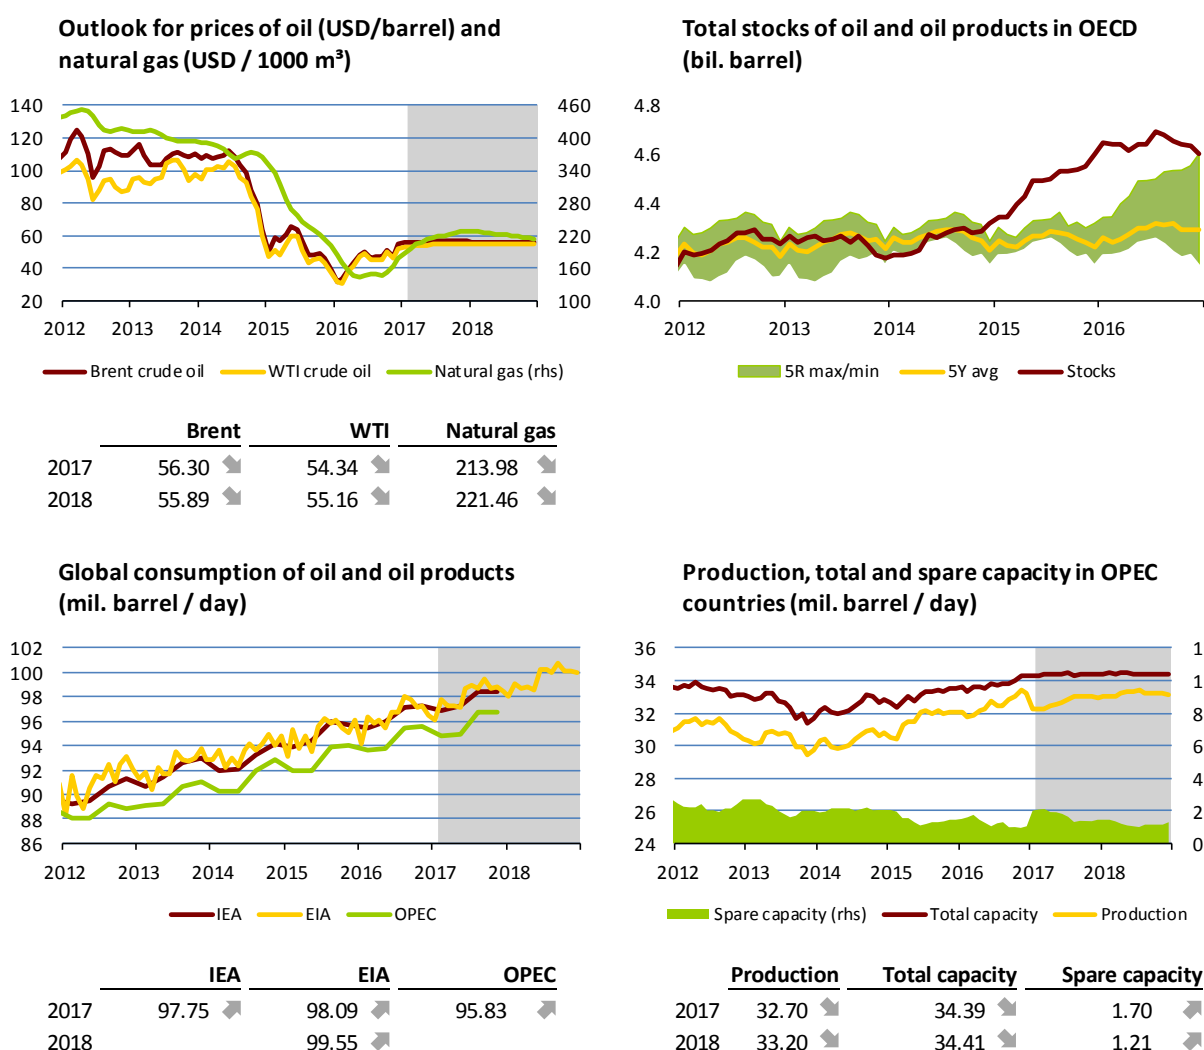 Outlook for prices of oil (USD/barrel) and
natural gas (USD / 1000 m³)
140 460
120 400
100 340
80 280
60 220
40 160
20 100
2012 2013 2014 2015 2016 2017 2018
Brent crude oil WTI crude oil Natural gas (rhs)
Brent WTI Natural gas
2017 56.30 54.34 213.98
2018 55.89 55.16 221.46
Total stocks of oil and oil products in OECD
(bil. barrel)
4.8
4.6
4.4
4.2
4.0
2012 2013 2014 2015 2016
5R max/min 5Y avg Stocks
Global consumption of oil and oil products
(mil. barrel / day)
102
100
98
96
94
92
90
88
86
2012 2013 2014 2015 2016 2017 2018
IEA EIA OPEC
IEA EIA OPEC
2017 97.75 98.09 95.83
2018 99.55
Production, total and spare capacity in OPEC
countries (mil. barrel / day)
36 1
34 1
32 8
30 6
28 4
26 2
24 0
2012 2013 2014 2015 2016 2017 2018
Spare capacity (rhs) Total capacity Production
Production Total capacity Spare capacity
2017 32.70 34.39 1.70
2018 33.20 34.41 1.21